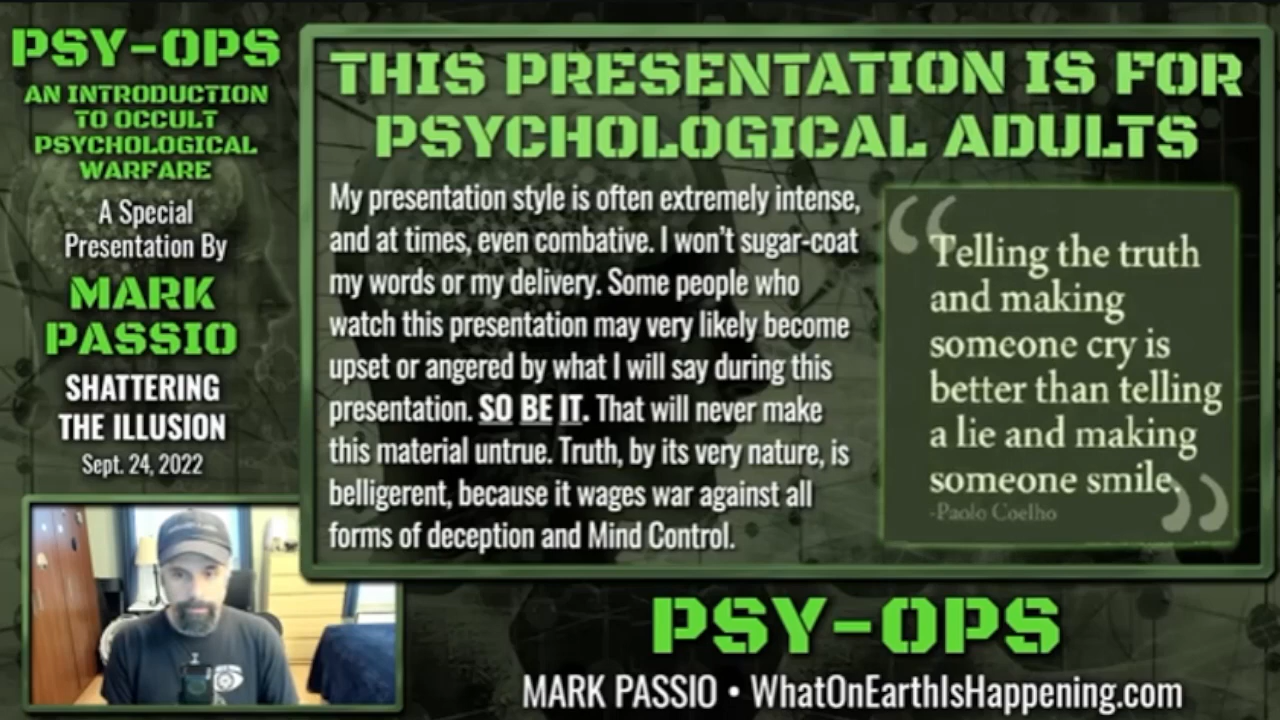 PSY-OPS
AN INTRODUCTION
TO OCCULT
PSYCHOLOGICAL
WARFARE
A Special
Presentation By
MARK
PASSIO
SHATTERING
THE ILLUSION
Sept. 24, 2022
THIS PRESENTATION IS FOR
PSYCHOLOGICAL ADULTS
My presentation style is often extremely intense,
and at times, even combative. I won't sugar-coat
my words or my delivery. Some people who
watch this presentation may very likely become
upset or angered by what I will say during this
presentation. SO BE IT. That will never make
this material untrue. Truth, by its very nature, is
belligerent, because it wages war against all
forms of deception and Mind Control.
“Telling the truth
and making
someone cry is
better than telling
a lie and making
someone smile.”
-Paolo Coelho
PSY-OPS
MARK PASSIO • WhatOnEarthIsHappening.com